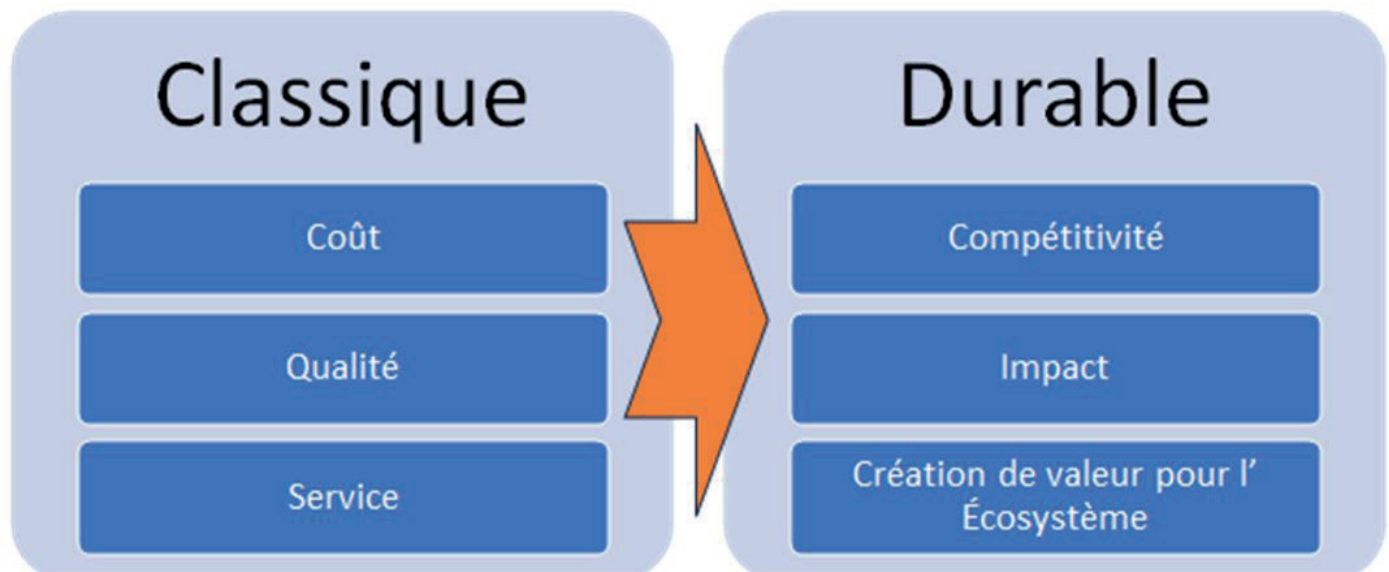 Classique
Coût
Qualité
Service
Durable
Compétitivité
Impact
Création de valeur pour l’
Écosystème